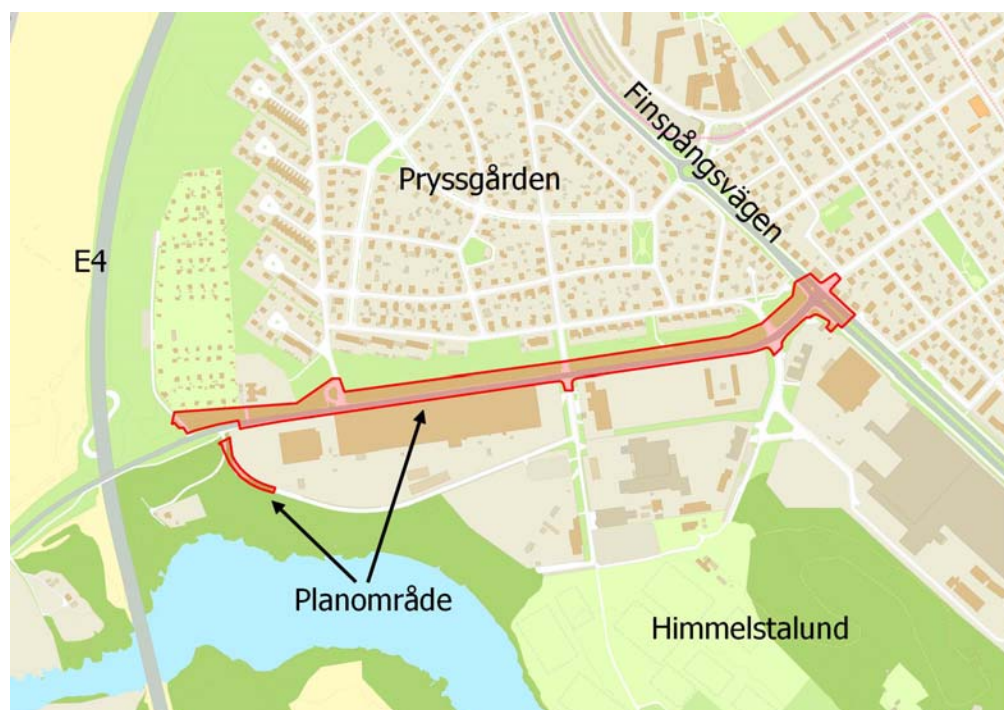 Finspångsvägen
Pryssgården
E4
Planområde
Himmelstalund